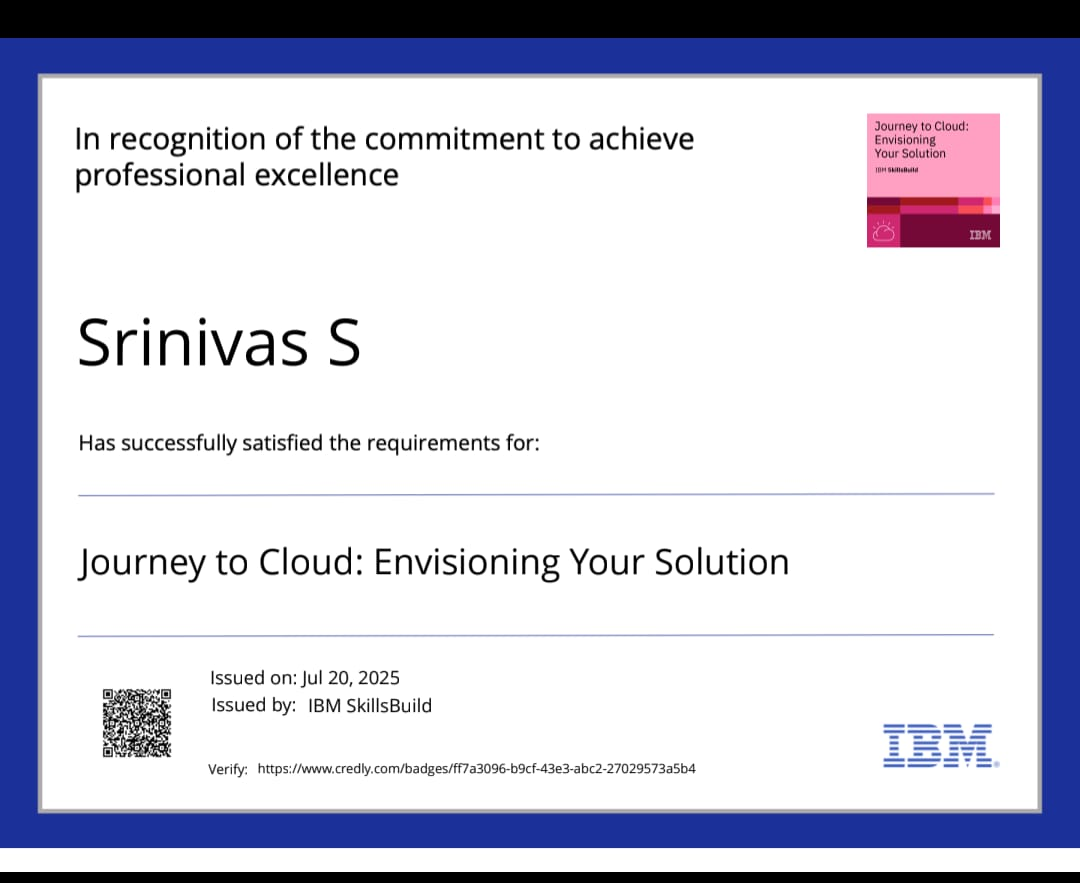 In recognition of the commitment to achieve
professional excellence
Journey to Cloud:
Envisioning
Your Solution
IBM SkillsBuild
IBM
Srinivas S
Has successfully satisfied the requirements for:
Journey to Cloud: Envisioning Your Solution
Issued on: Jul 20, 2025
Issued by: IBM SkillsBuild
Verify: https://www.credly.com/badges/ff7a3096-b9cf-43e3-abc2-27029573a5b4
IBM®